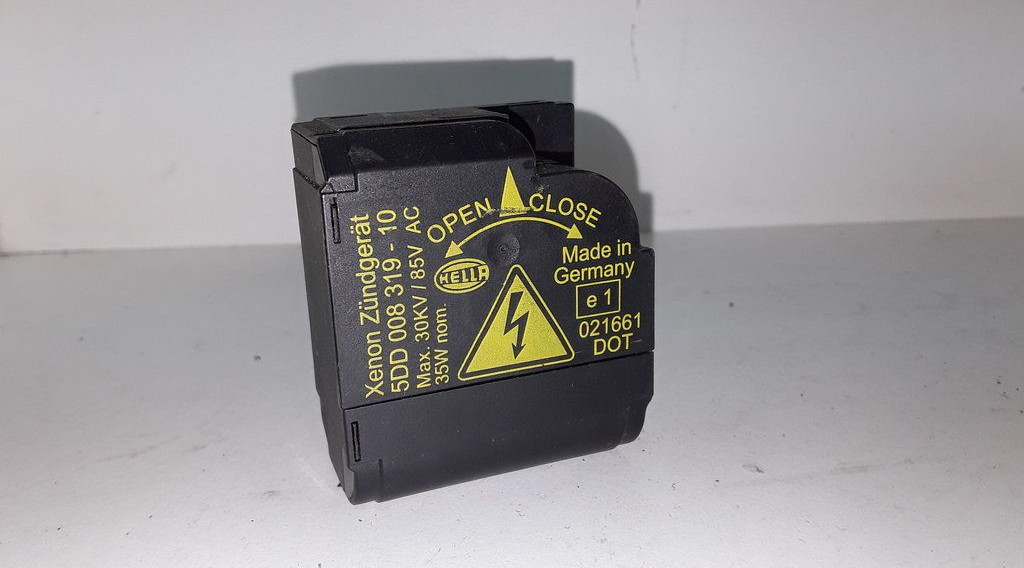 OPEN CLOSE
Xenon Zündgerät
5DD 008 319 - 10
Max. 30KV / 85V AC
35W nom.
HELLA
Made in
Germany
e 1
021661
DOT